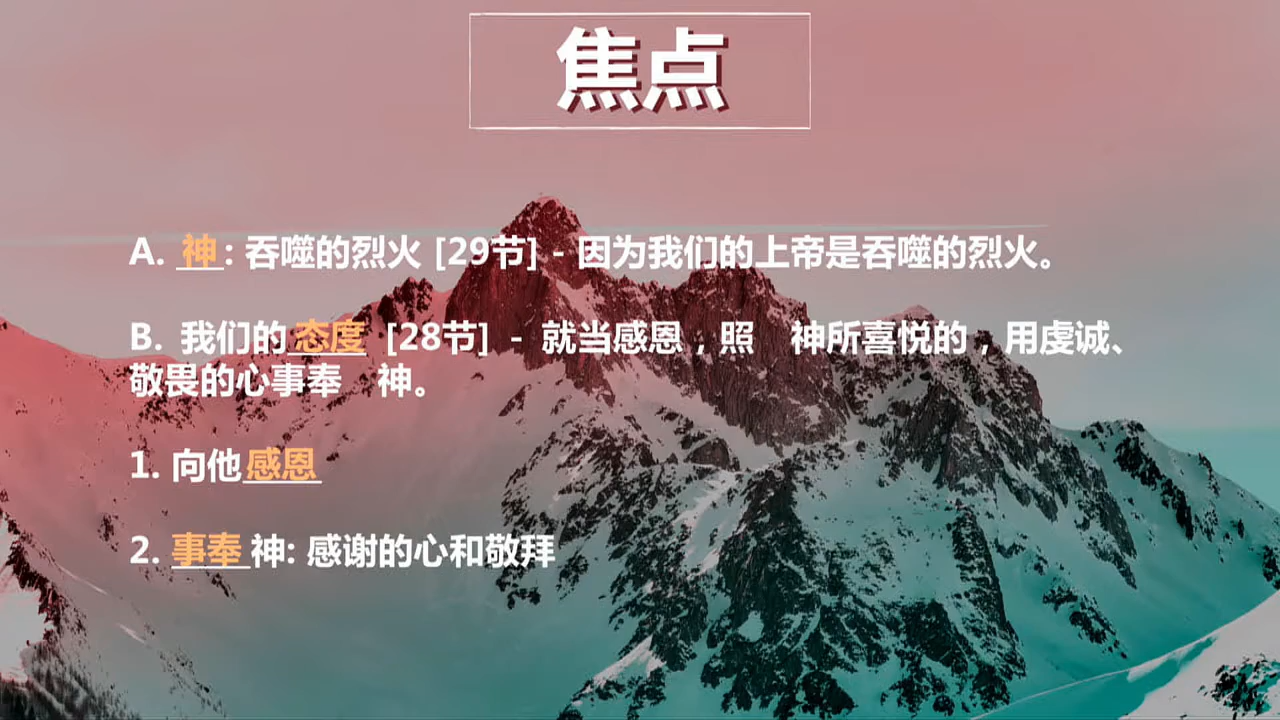 焦点
A. 神: 吞噬的烈火 [29节] - 因为我们的上帝是吞噬的烈火。
B. 我们的态度 [28节] - 就当感恩，照　神所喜悦的，用虔诚、
敬畏的心事奉　神。
1. 向他感恩
2. 事奉神: 感谢的心和敬拜